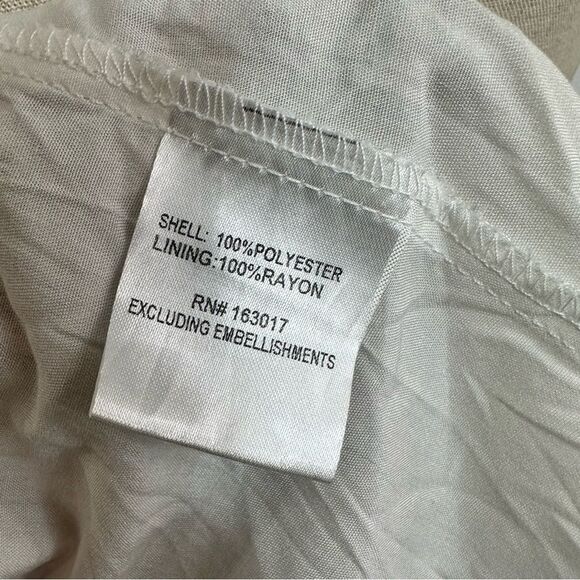 SHELL: 100%POLYESTER
LINING:100%RAYON
RN# 163017
EXCLUDING EMBELLISHMENTS